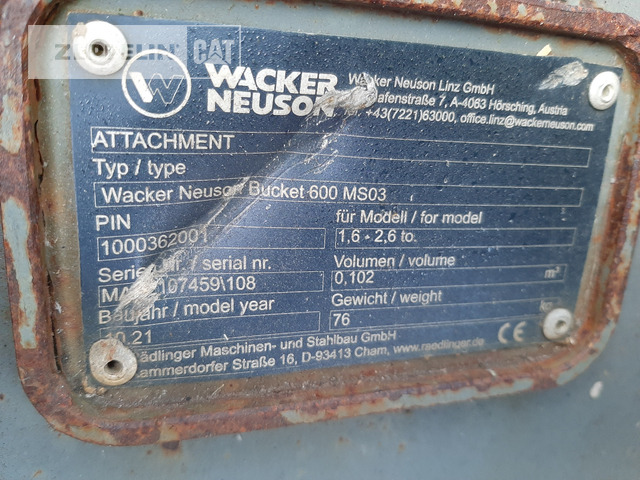 ZEPPELIN CAT
WACKER
NEUSON
Wacker Neuson Linz GmbH
7, A-4063 Hörsching, Austria
+43(7221)63000, office.linz@wackerneuson.com
ATTACHMENT
Typ / type
Wacker Neuson Bucket 600 MS03
PIN
für Modell / for model
1000362001
1,6 - 2,6 to.
serial nr.
Volumen / volume
107459\108
0,102 m³
Baujahr / model year
Gewicht / weight
10.21
76 kg
Maschinen- und Stahlbau GmbH
Straße 16, D-93413 Cham, www.raedlinger.de
CE